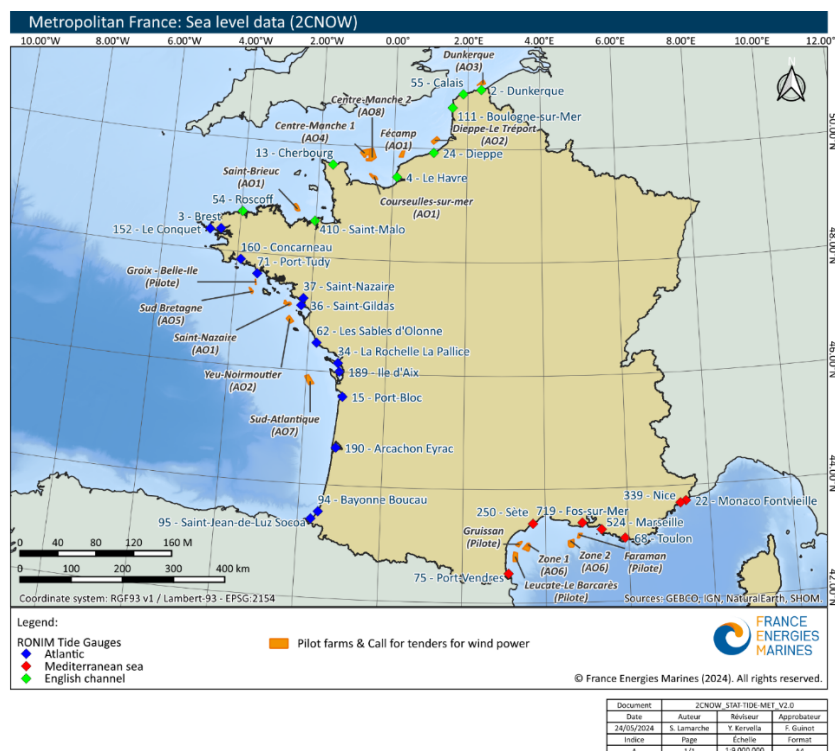 Metropolitan France: Sea level data (2CNOW)
10.00°W 8.00°W 6.00°W 4.00°W 2.00°W 0.00°E 2.00°E 4.00°E 6.00°E 8.00°E 10.00°E 12.00°E
Dunkerque
(AO3)
55 - Calais
2 - Dunkerque
Centre-Manche 2
(AO8)
111 - Boulogne-sur-Mer
Centre-Manche 1
(AO4)
Fécamp
(AO1)
Dieppe-Le Tréport
(AO2)
50.00°N
13 - Cherbourg
24 - Dieppe
Saint-Brieuc
(AO1)
4 - Le Havre
54 - Roscoff
Courseulles-sur-mer
(AO1)
3 - Brest
152 - Le Conquet
410 - Saint-Malo
48.00°N
160 - Concarneau
71 - Port-Tudy
Groix - Belle-Ile
(Pilote)
37 - Saint-Nazaire
36 - Saint-Gildas
Sud Bretagne
(AO5)
Saint-Nazaire
(AO1)
62 - Les Sables d'Olonne
34 - La Rochelle La Pallice
46.00°N
Yeu-Noirmoutier
(AO2)
189 - Ile d'Aix
15 - Port-Bloc
Sud-Atlantique
(AO7)
190 - Arcachon Eyrac
44.00°N
339 - Nice
22 - Monaco Fontvieille
94 - Bayonne Boucau
250 - Sète
719 - Fos-sur-Mer
524 - Marseille
95 - Saint-Jean-de-Luz Socoa
Gruissan
(Pilote)
68 - Toulon
0 40 80 120 160 M
Zone 1
(AO6)
Zone 2
(AO6)
Faraman
(Pilote)
0 100 200 300 400 km
75 - Port-Vendres
Leucate-Le Barcarès
(Pilote)
42.00°N
Coordinate system: RGF93 v1 / Lambert-93 - EPSG:2154
Sources: GEBCO, IGN, NaturalEarth, SHOM.
Legend:
RONIM Tide Gauges
Atlantic
Mediterranean sea
English channel
Pilot farms & Call for tenders for wind power
FRANCE
ENERGIES
MARINES
© France Energies Marines (2024). All rights reserved.
Document 2CNOW_STAT-TIDE-MET_V2.0
Date Auteur Réviseur Approbateur
24/05/2024 S. Lamarche Y. Kervella F. Guinot
Indice Page Échelle Format